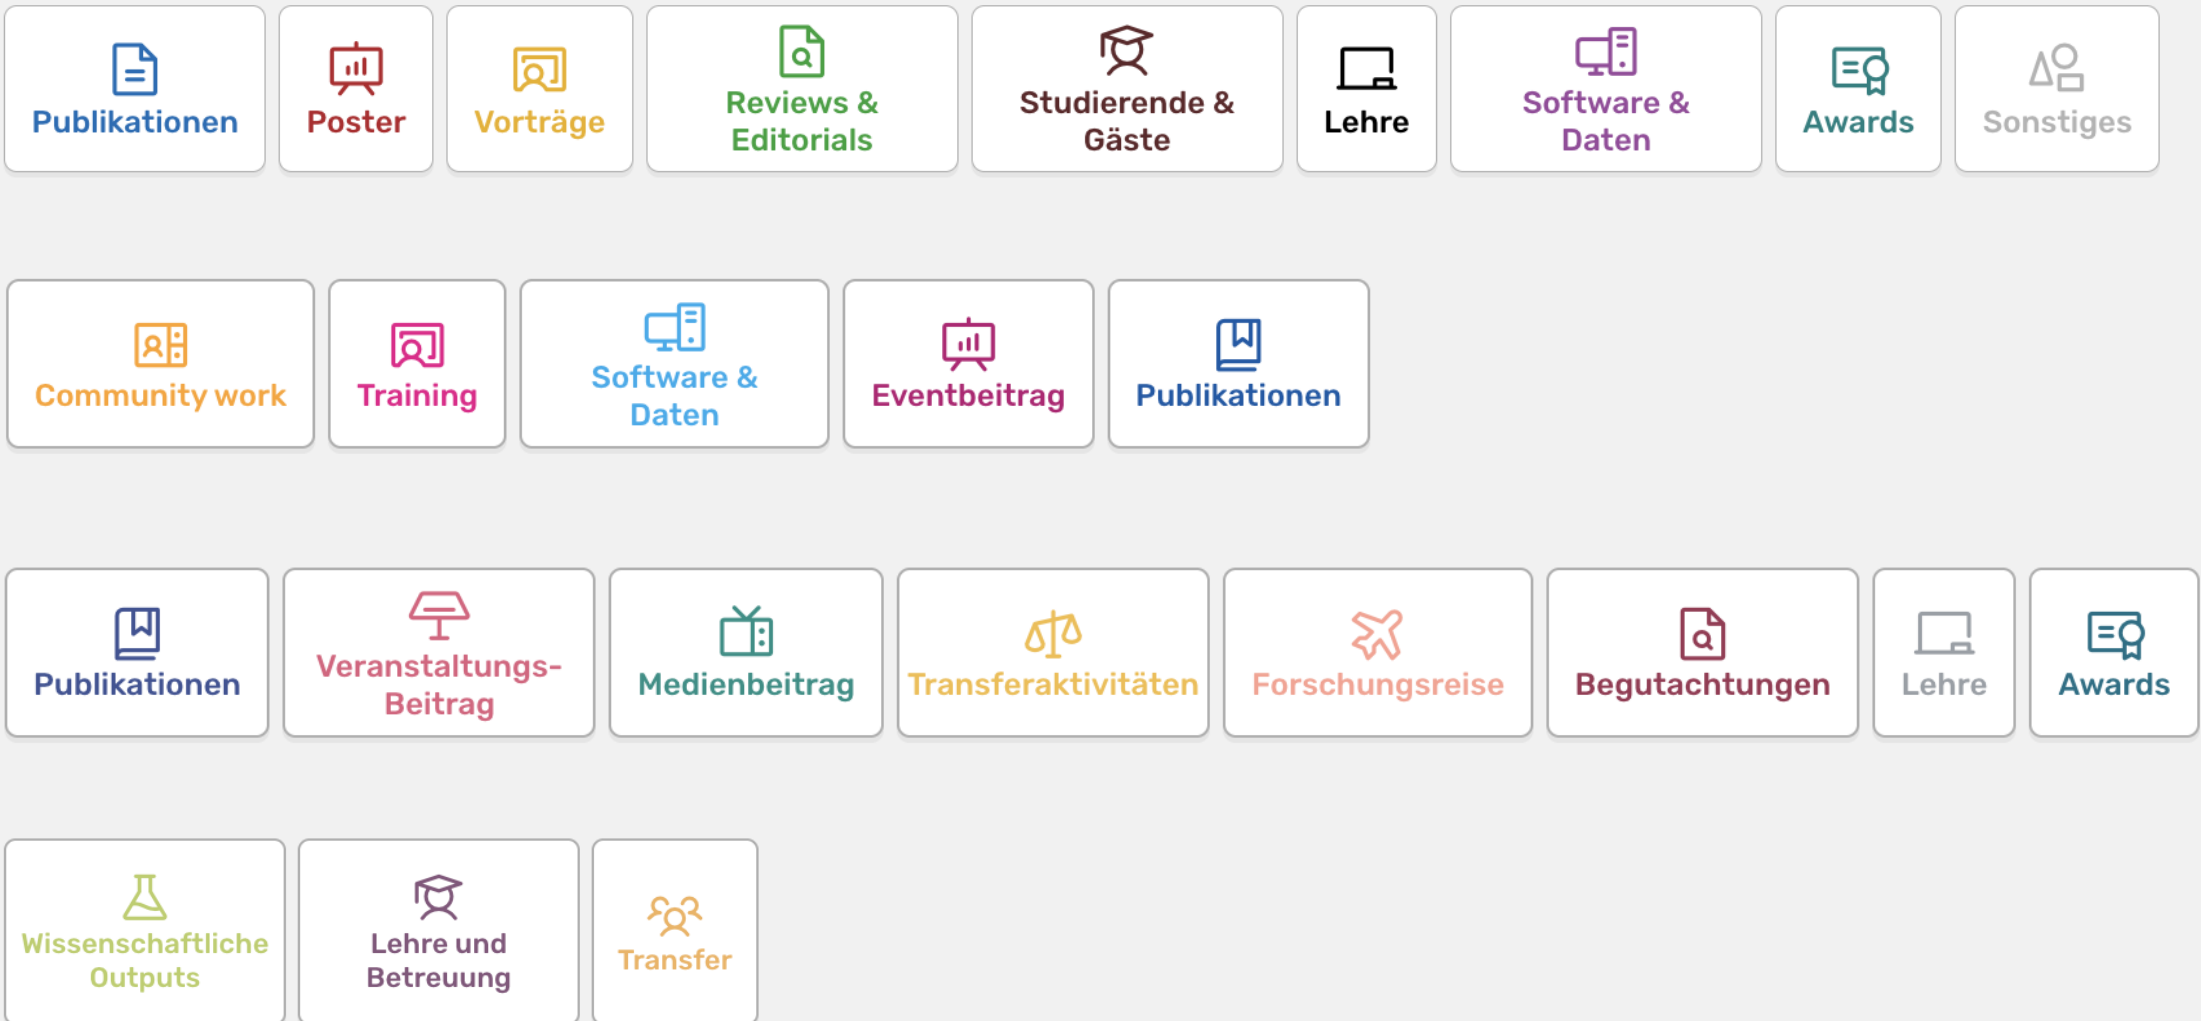 Publikationen
Poster
Vorträge
Reviews &
Editorials
Studierende &
Gäste
Lehre
Software &
Daten
Awards
Sonstiges
Community work
Training
Software &
Daten
Eventbeitrag
Publikationen
Publikationen
Veranstaltungs-
Beitrag
Medienbeitrag
Transferaktivitäten
Forschungsreise
Begutachtungen
Lehre
Awards
Wissenschaftliche
Outputs
Lehre und
Betreuung
Transfer